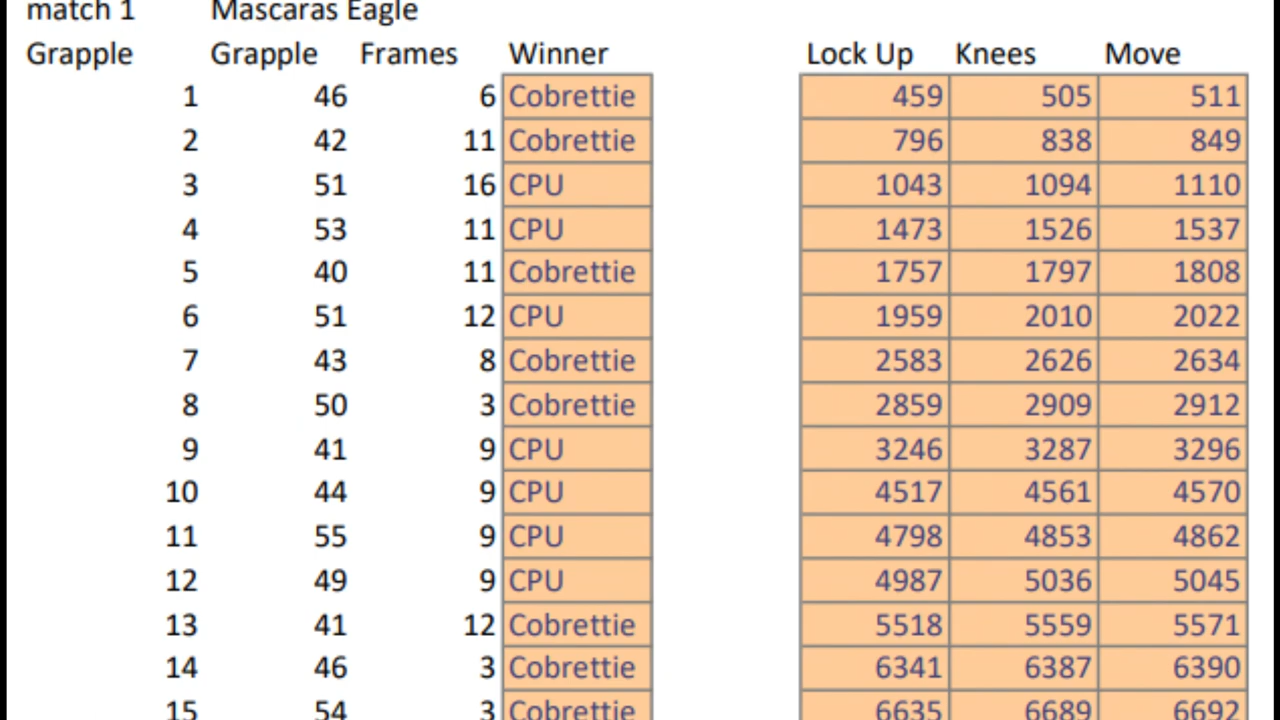 match 1 Mascaras Eagle
Grapple Grapple Frames Winner Lock Up Knees Move
1 46 6 Cobrettie 459 505 511
2 42 11 Cobrettie 796 838 849
3 51 16 CPU 1043 1094 1110
4 53 11 CPU 1473 1526 1537
5 40 11 Cobrettie 1757 1797 1808
6 51 12 CPU 1959 2010 2022
7 43 8 Cobrettie 2583 2626 2634
8 50 3 Cobrettie 2859 2909 2912
9 41 9 CPU 3246 3287 3296
10 44 9 CPU 4517 4561 4570
11 55 9 CPU 4798 4853 4862
12 49 9 CPU 4987 5036 5045
13 41 12 Cobrettie 5518 5559 5571
14 46 3 Cobrettie 6341 6387 6390
15 54 3 Cobrettie 6635 6689 6692